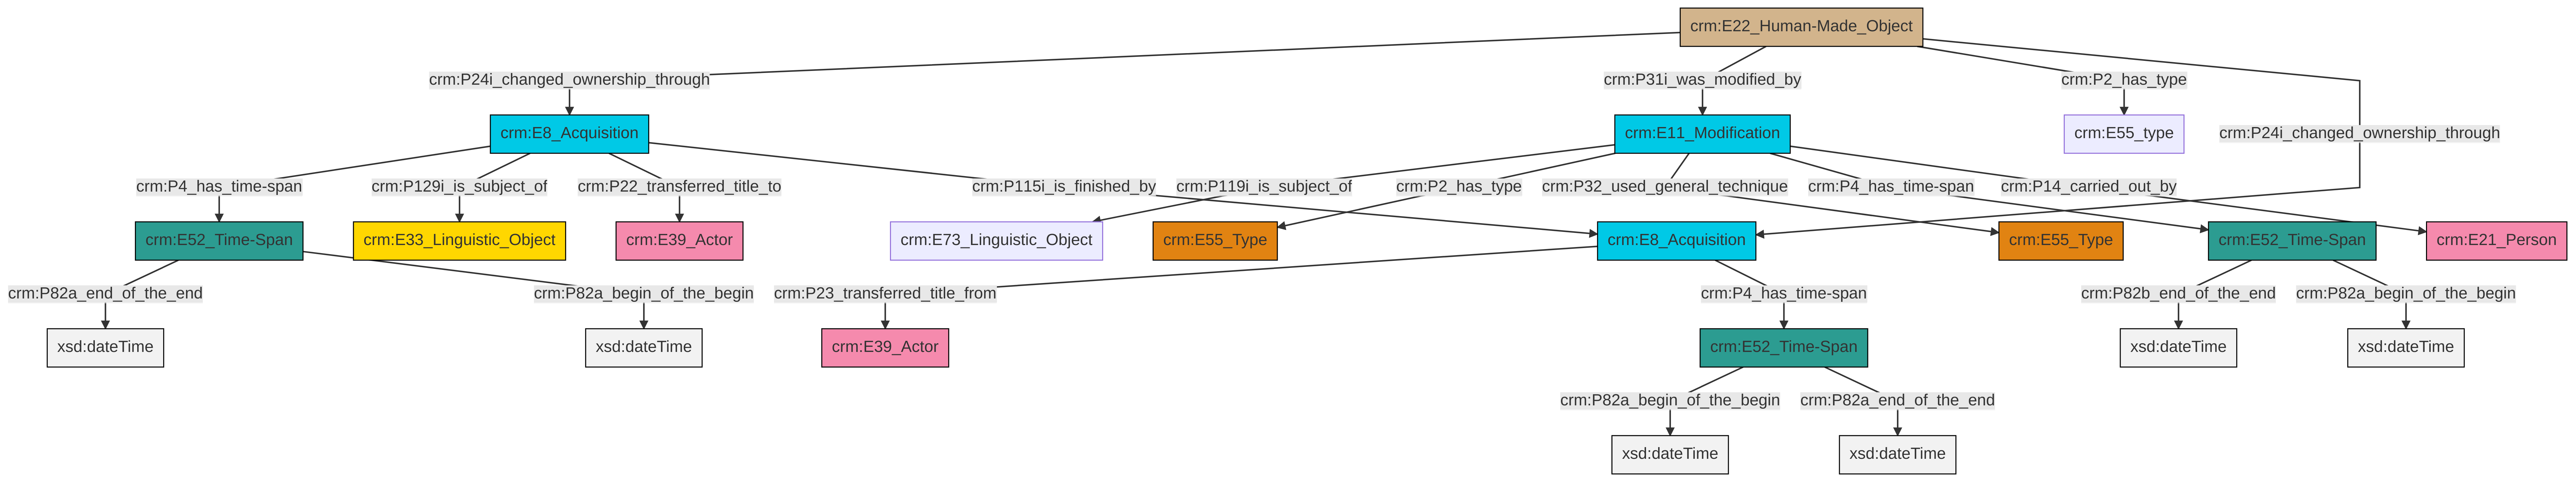 crm:E22_Human-Made_Object
crm:P24i_changed_ownership_through
crm:P31i_was_modified_by
crm:P2_has_type
crm:E8_Acquisition
crm:E11_Modification
crm:E55_type
crm:P24i_changed_ownership_through
crm:P4_has_time-span
crm:P129i_is_subject_of
crm:P22_transferred_title_to
crm:P115i_is_finished_by
crm:P119i_is_subject_of
crm:P2_has_type
crm:P32_used_general_technique
crm:P4_has_time-span
crm:P14_carried_out_by
crm:E52_Time-Span
crm:E33_Linguistic_Object
crm:E39_Actor
crm:E73_Linguistic_Object
crm:E55_Type
crm:E8_Acquisition
crm:E55_Type
crm:E52_Time-Span
crm:E21_Person
crm:P82a_end_of_the_end
crm:P82a_begin_of_the_begin
crm:P23_transferred_title_from
crm:P4_has_time-span
crm:P82b_end_of_the_end
crm:P82a_begin_of_the_begin
xsd:dateTime
xsd:dateTime
crm:E39_Actor
crm:E52_Time-Span
xsd:dateTime
xsd:dateTime
crm:P82a_begin_of_the_begin
crm:P82a_end_of_the_end
xsd:dateTime
xsd:dateTime